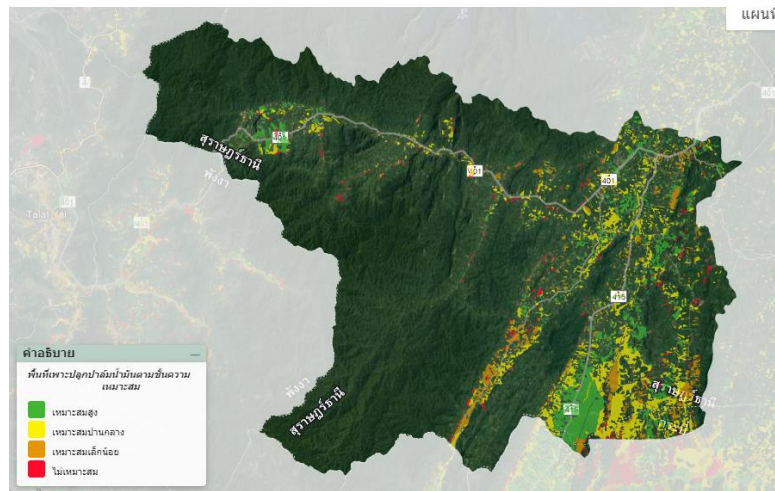 แผนที่
401
สุราษฎร์ธานี
พังงา
401
401
Talat Yai
415
คำอธิบาย
พื้นที่เพาะปลูกปาล์มน้ำมันตามชั้นความ
เหมาะสม
เหมาะสมสูง
เหมาะสมปานกลาง
เหมาะสมเล็กน้อย
ไม่เหมาะสม
พังงา
สุราษฎร์ธานี
สุราษฎร์ธานี
กระบี่